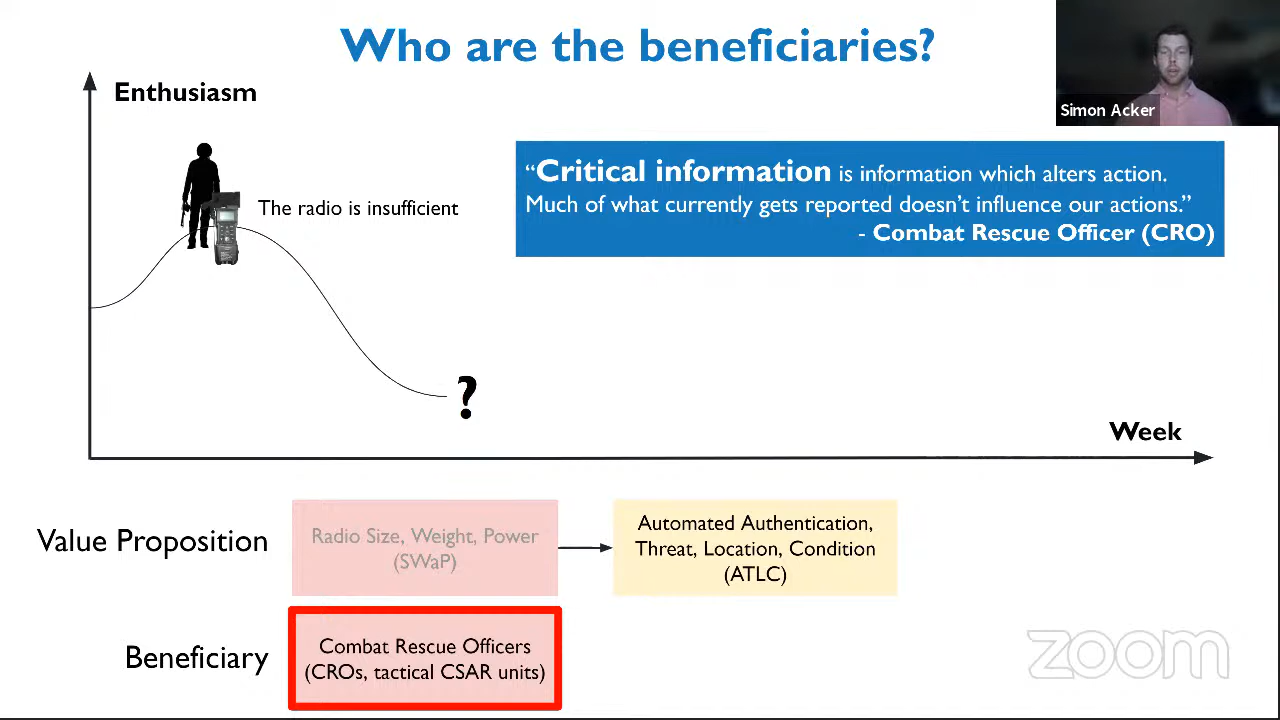 Who are the beneficiaries?
Enthusiasm
Simon Acker
The radio is insufficient
“Critical information is information which alters action.
Much of what currently gets reported doesn’t influence our actions.”
- Combat Rescue Officer (CRO)
?
Week
Value Proposition
Radio Size, Weight, Power
(SWaP)
Automated Authentication,
Threat, Location, Condition
(ATLC)
Beneficiary
Combat Rescue Officers
(CROs, tactical CSAR units)
zoom